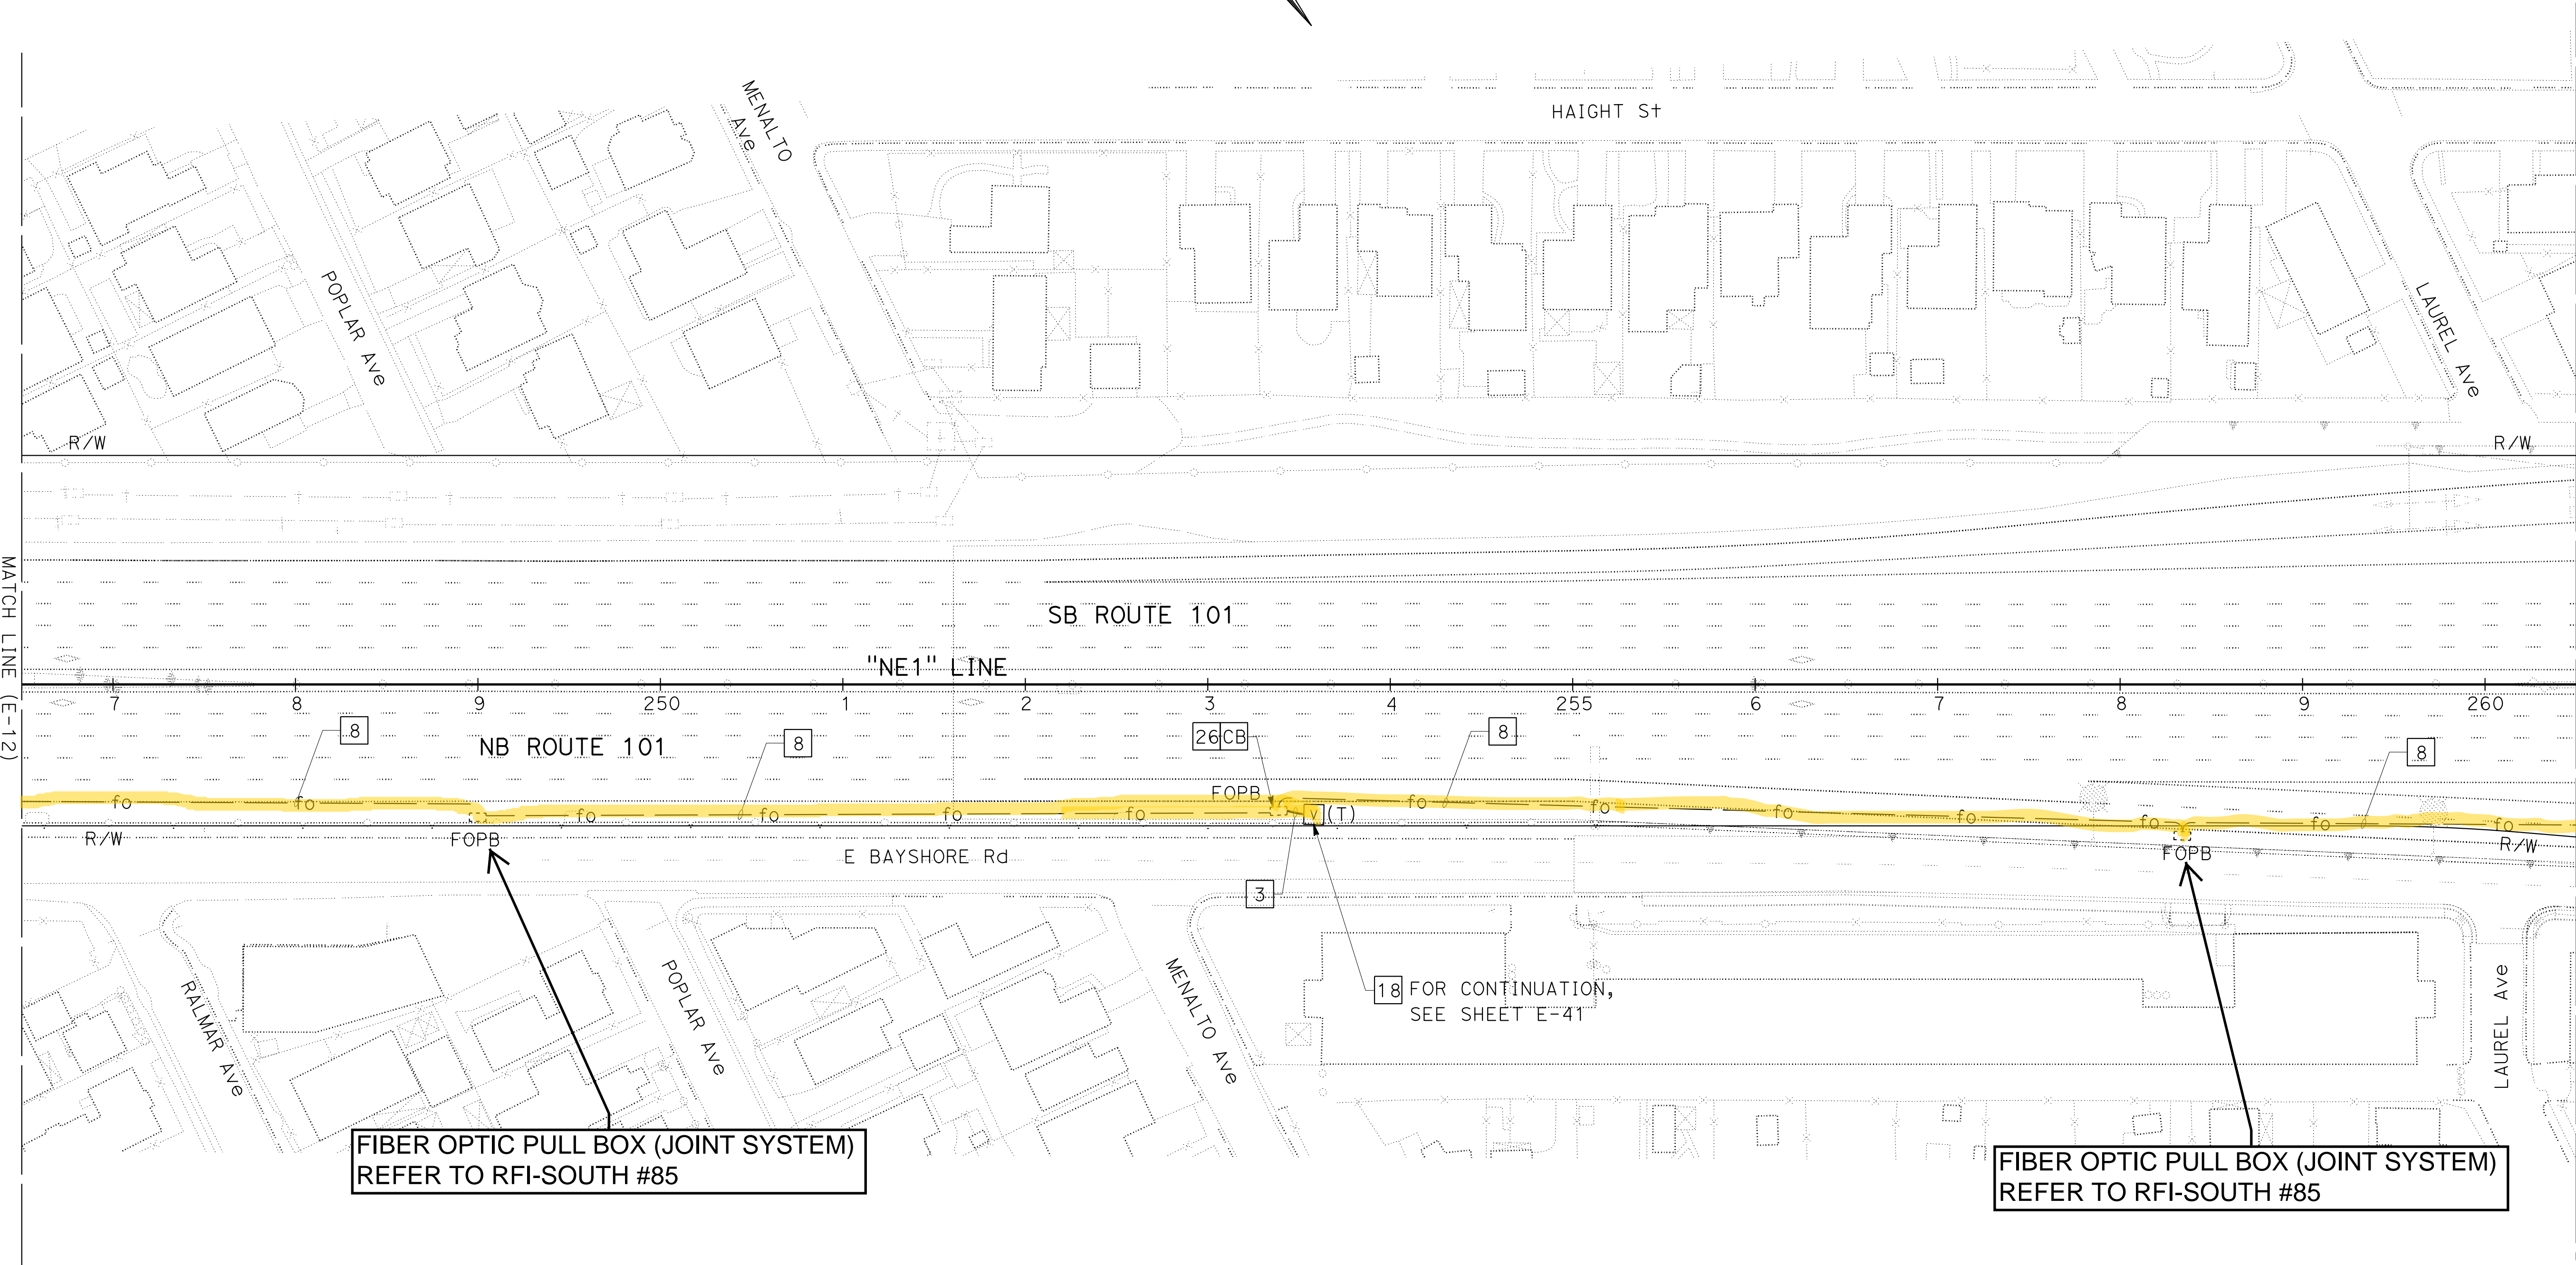 HAIGHT St
MENALTO
Ave
POPLAR Ave
LAUREL Ave
R/W
R/W
MATCH LINE (E-12)
SB ROUTE 101
"NE1" LINE
7 8 9 250 1 2 3 4 255 6 7 8 9 260
8
NB ROUTE 101
8
26 CB
8
8
FOPB
fo fo fo fo fo fo fo fo fo fo fo fo fo
V (T)
R/W
FOPB
E BAYSHORE Rd
FOPB
R/W
3
RALMAR Ave
POPLAR Ave
MENALTO Ave
18 FOR CONTINUATION,
SEE SHEET E-41
LAUREL Ave
FIBER OPTIC PULL BOX (JOINT SYSTEM)
REFER TO RFI-SOUTH #85
FIBER OPTIC PULL BOX (JOINT SYSTEM)
REFER TO RFI-SOUTH #85